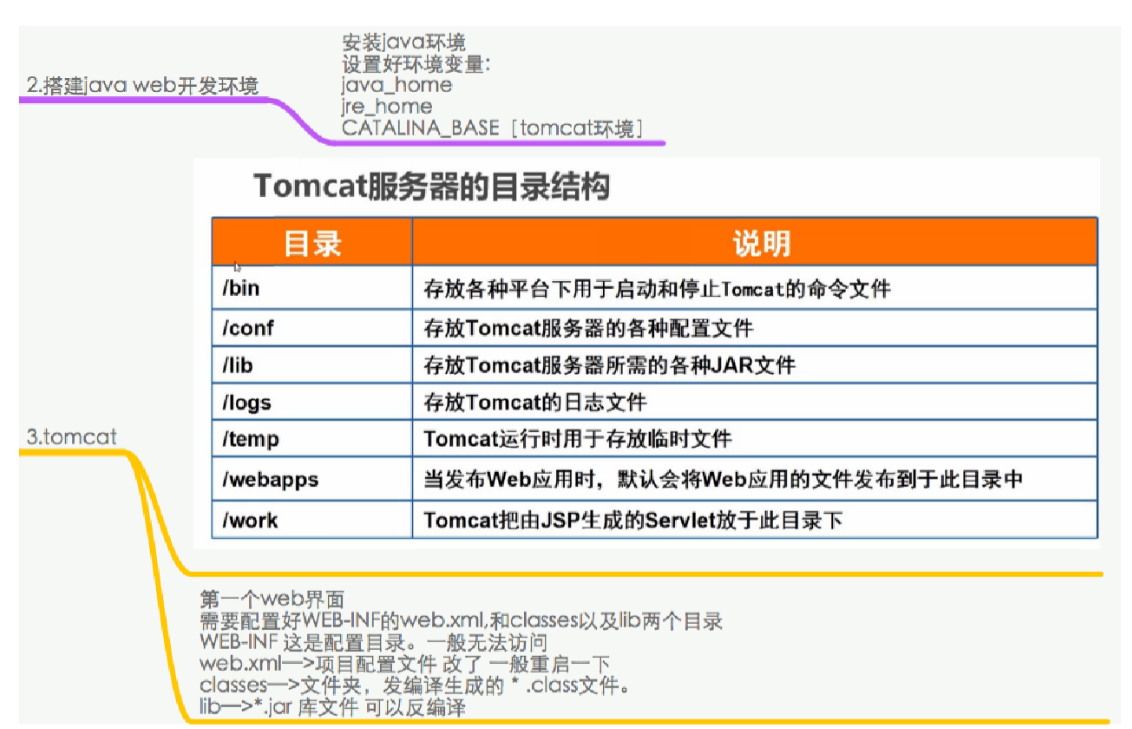 安装java环境
设置好环境变量:
2.搭建java web开发环境
java_home
jre_home
CATALINA_BASE [tomcat环境]
Tomcat服务器的目录结构
目录 说明
/bin 存放各种平台下用于启动和停止Tomcat的命令文件
/conf 存放Tomcat服务器的各种配置文件
/lib 存放Tomcat服务器所需的各种JAR文件
/logs 存放Tomcat的日志文件
3.tomcat
/temp Tomcat运行时用于存放临时文件
/webapps 当发布Web应用时，默认会将Web应用的文件发布到于此目录中
/work Tomcat把由JSP生成的Servlet放于此目录下
第一个web界面
需要配置好WEB-INF的web.xml,和classes以及lib两个目录
WEB-INF 这是配置目录。一般无法访问
web.xml—>项目配置文件 改了 一般重启一下
classes—>文件夹，发编译生成的 * .class文件。
lib—>*.jar 库文件 可以反编译